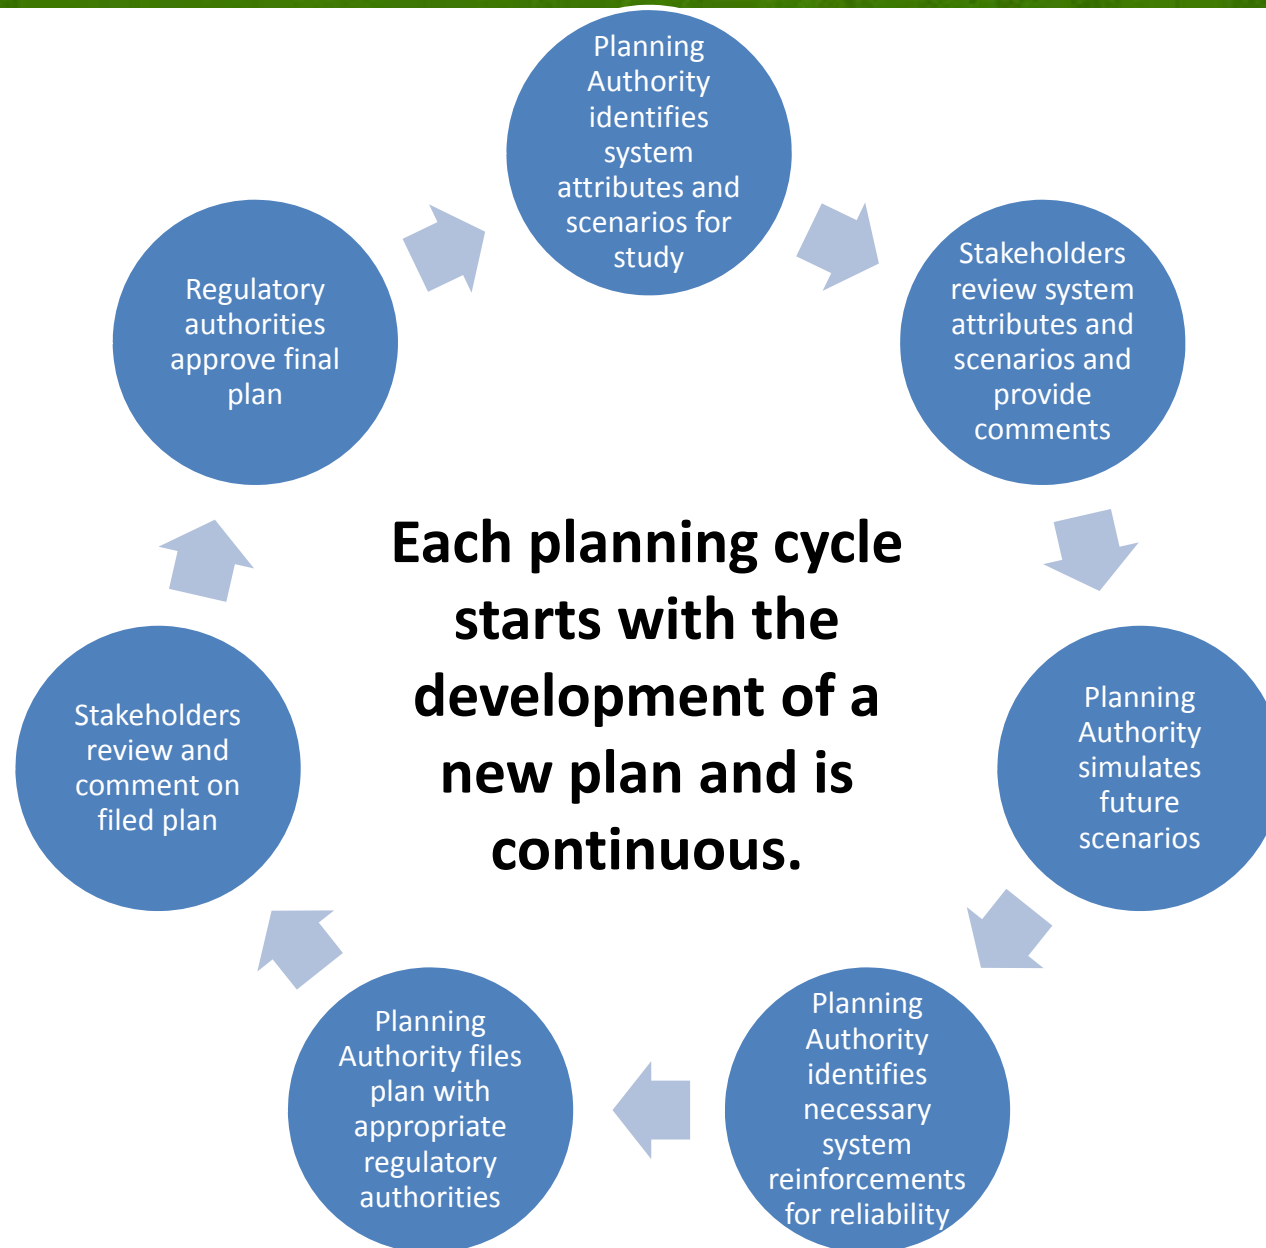 Planning
Authority
identifies
system
attributes and
scenarios for
study
Stakeholders
review system
attributes and
scenarios and
provide
comments
Planning
Authority
simulates
future
scenarios
Planning
Authority
identifies
necessary
system
reinforcements
for reliability
Planning
Authority files
plan with
appropriate
regulatory
authorities
Stakeholders
review and
comment on
filed plan
Regulatory
authorities
approve final
plan
Each planning cycle
starts with the
development of a
new plan and is
continuous.